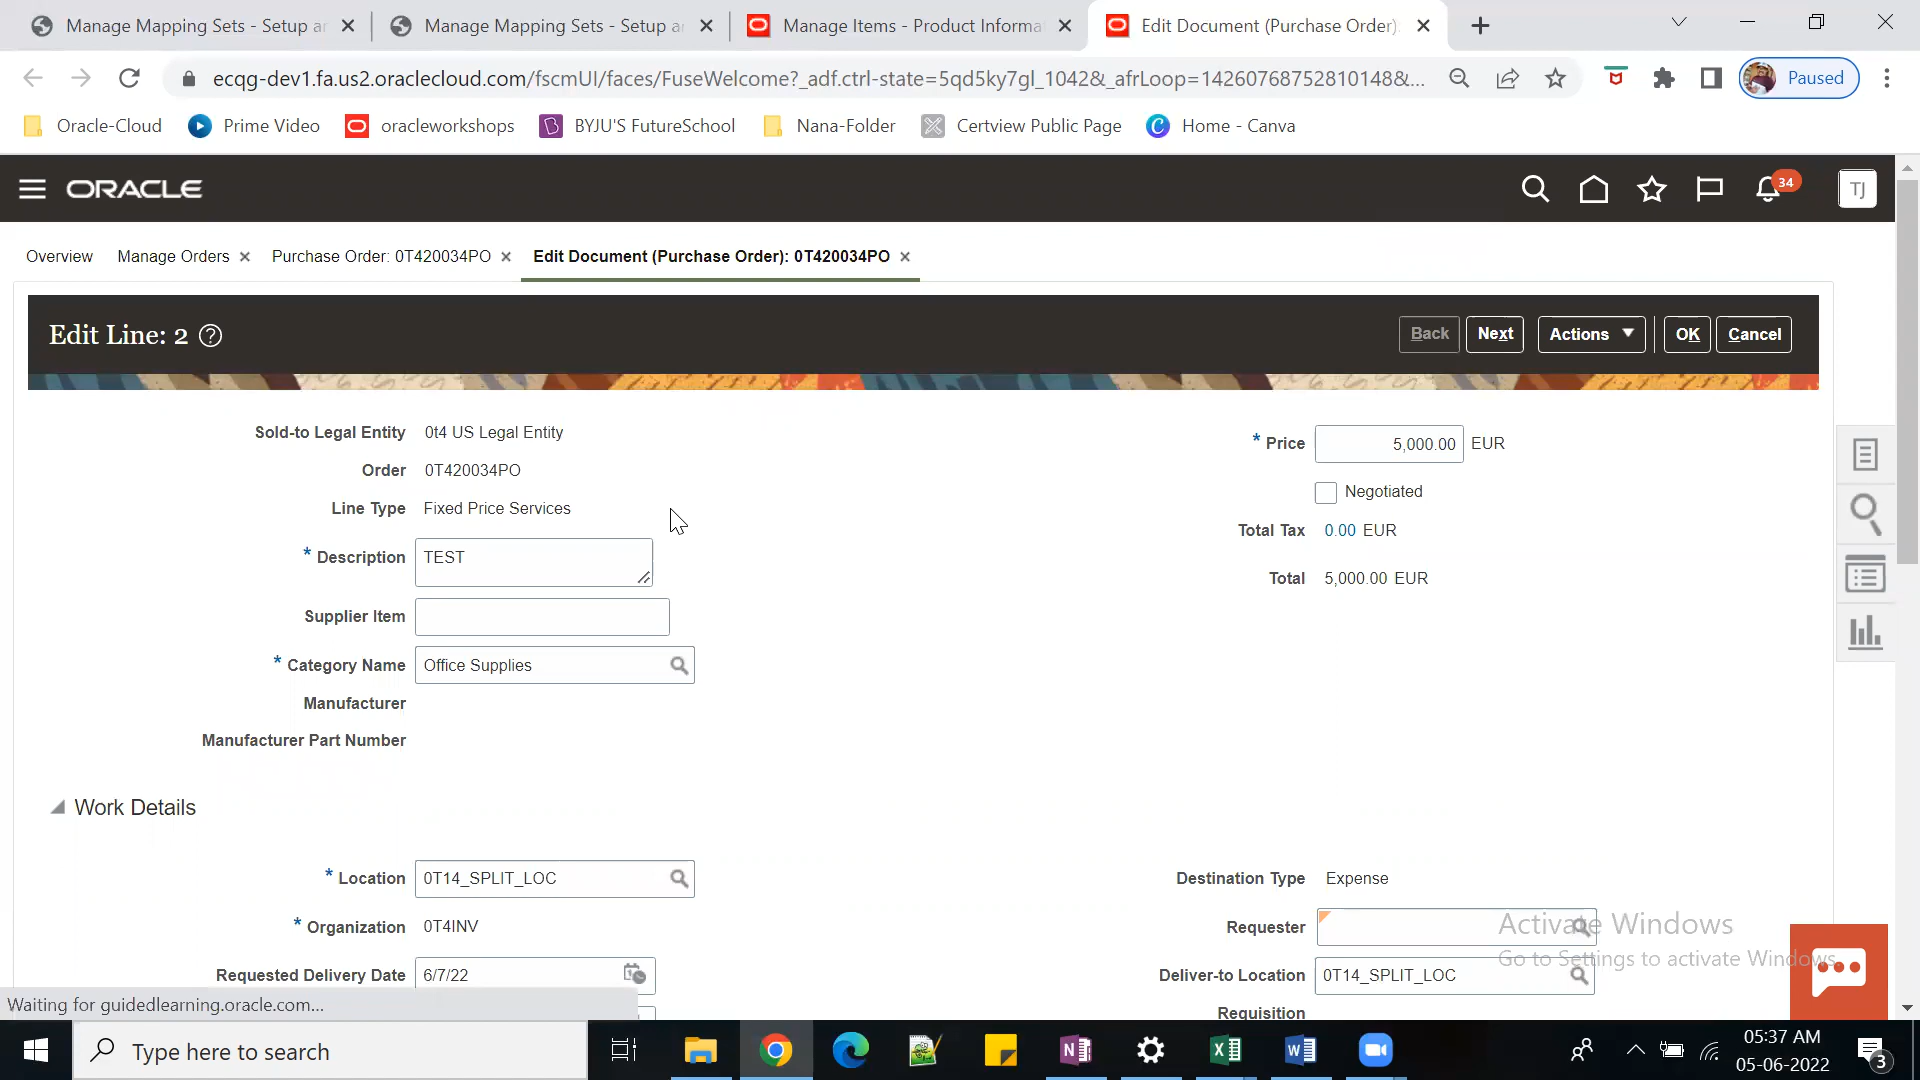 Manage Mapping Sets - Setup ar
Manage Mapping Sets - Setup a
Manage Items - Product Informa
Edit Document (Purchase Order)
ecqg-dev1.fa.us2.oraclecloud.com/fscmUI/faces/FuseWelcome?_adf.ctrl-state=5qd5ky7gl_1042&_afrLoop=14260768752810148&...
Paused
Oracle-Cloud
Prime Video
oracleworkshops
BYJU'S FutureSchool
Nana-Folder
Certview Public Page
Home - Canva
ORACLE
34
TJ
Overview
Manage Orders
Purchase Order: 0T420034PO
Edit Document (Purchase Order): 0T420034PO
Edit Line: 2
Back
Next
Actions
OK
Cancel
Sold-to Legal Entity 0t4 US Legal Entity
Order 0T420034PO
Line Type Fixed Price Services
* Description TEST
Supplier Item
* Category Name Office Supplies
Manufacturer
Manufacturer Part Number
* Price 5,000.00 EUR
Negotiated
Total Tax 0.00 EUR
Total 5,000.00 EUR
Work Details
* Location 0T14_SPLIT_LOC
* Organization 0T4INV
Requested Delivery Date 6/7/22
Destination Type Expense
Requester
Deliver-to Location 0T14_SPLIT_LOC
Requisition
Activate Windows
Go to Settings to activate Windows.
Waiting for guidedlearning.oracle.com...
Type here to search
05:37 AM
05-06-2022
3